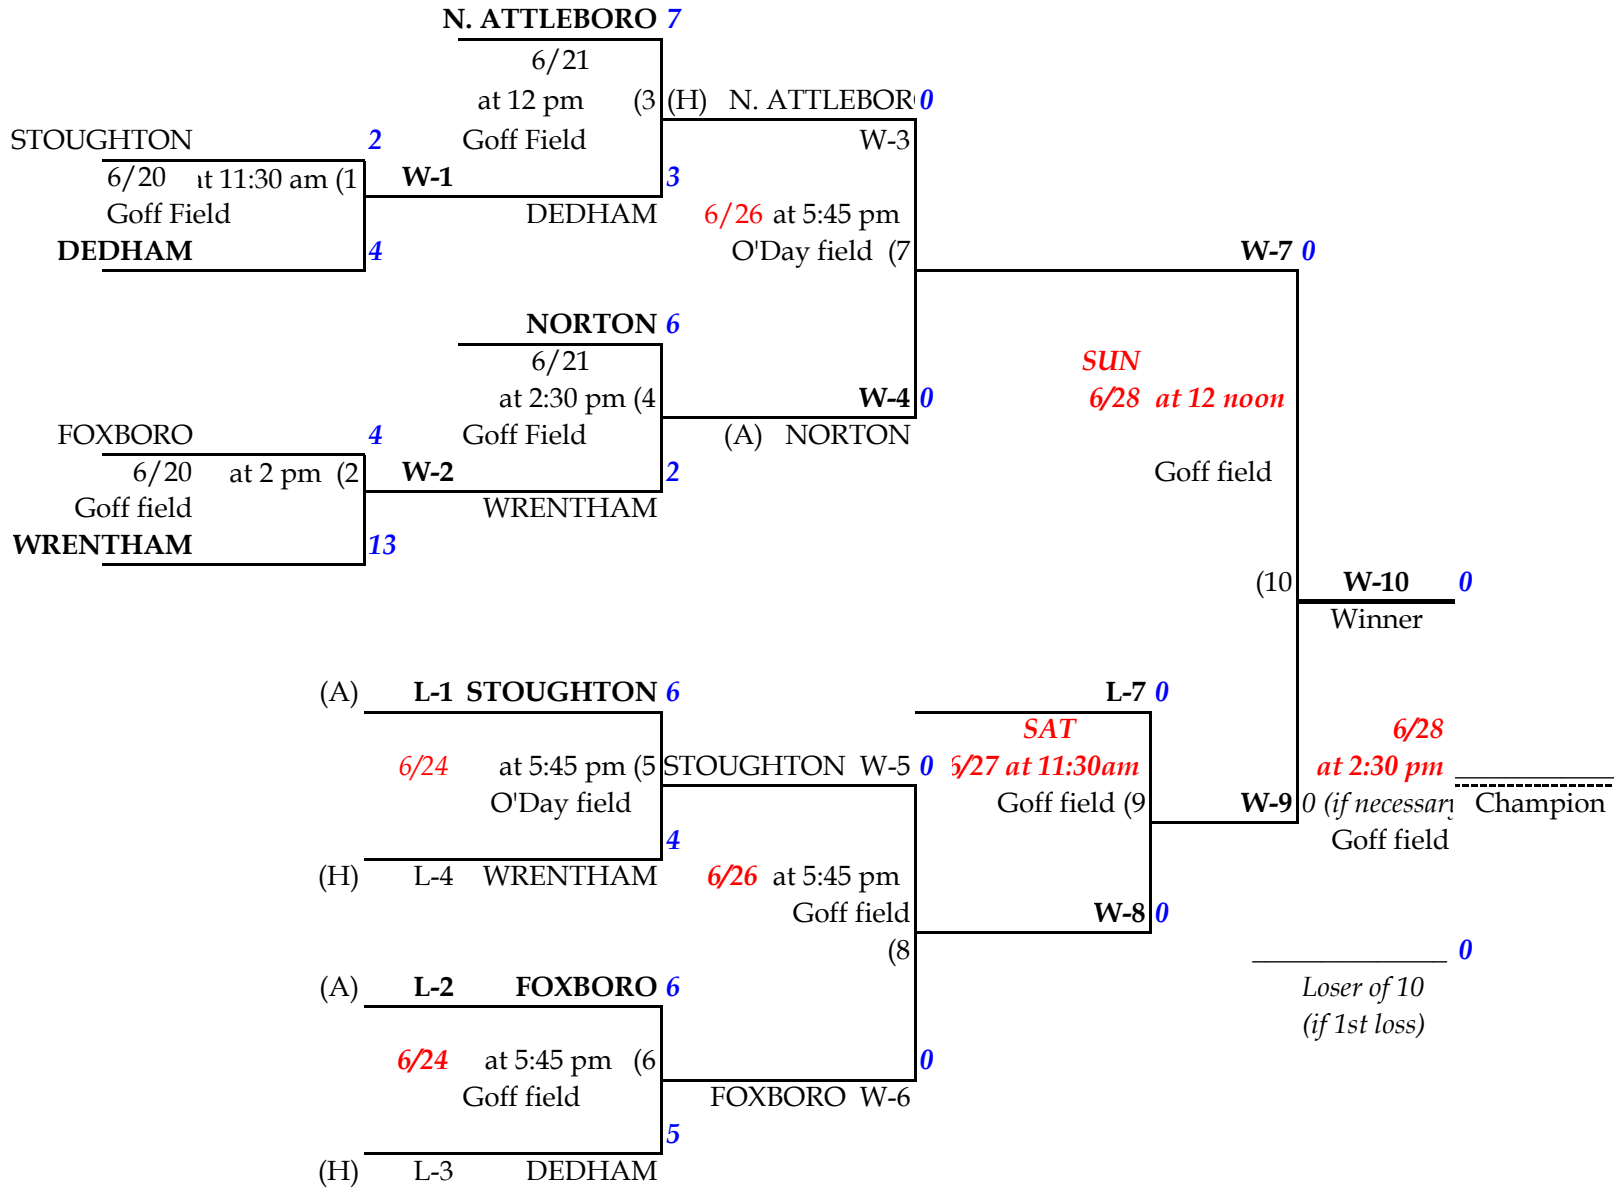 N. ATTLEBORO 7
6/21
at 12 pm (3 (H) N. ATTLEBOR 0
STOUGHTON 2 Goff Field W-3
6/20 at 11:30 am (1 W-1 3
Goff Field DEDHAM 6/26 at 5:45 pm
DEDHAM 4 O'Day field (7 W-7 0
NORTON 6
6/21 SUN
at 2:30 pm (4 W-4 0 6/28 at 12 noon
FOXBORO 4 Goff Field (A) NORTON
6/20 at 2 pm (2 W-2 2 Goff field
Goff field WRENTHAM
WRENTHAM 13
(10 W-10 0
Winner
(A) L-1 STOUGHTON 6 L-7 0
SAT 6/28
6/24 at 5:45 pm (5 STOUGHTON W-5 0 6/27 at 11:30am at 2:30 pm ____________
O'Day field Goff field (9 W-9 0 (if necessary Champion
4 Goff field
(H) L-4 WRENTHAM 6/26 at 5:45 pm
Goff field W-8 0
(8 ______________ 0
(A) L-2 FOXBORO 6 Loser of 10
(if 1st loss)
6/24 at 5:45 pm (6 0
Goff field FOXBORO W-6
5
(H) L-3 DEDHAM